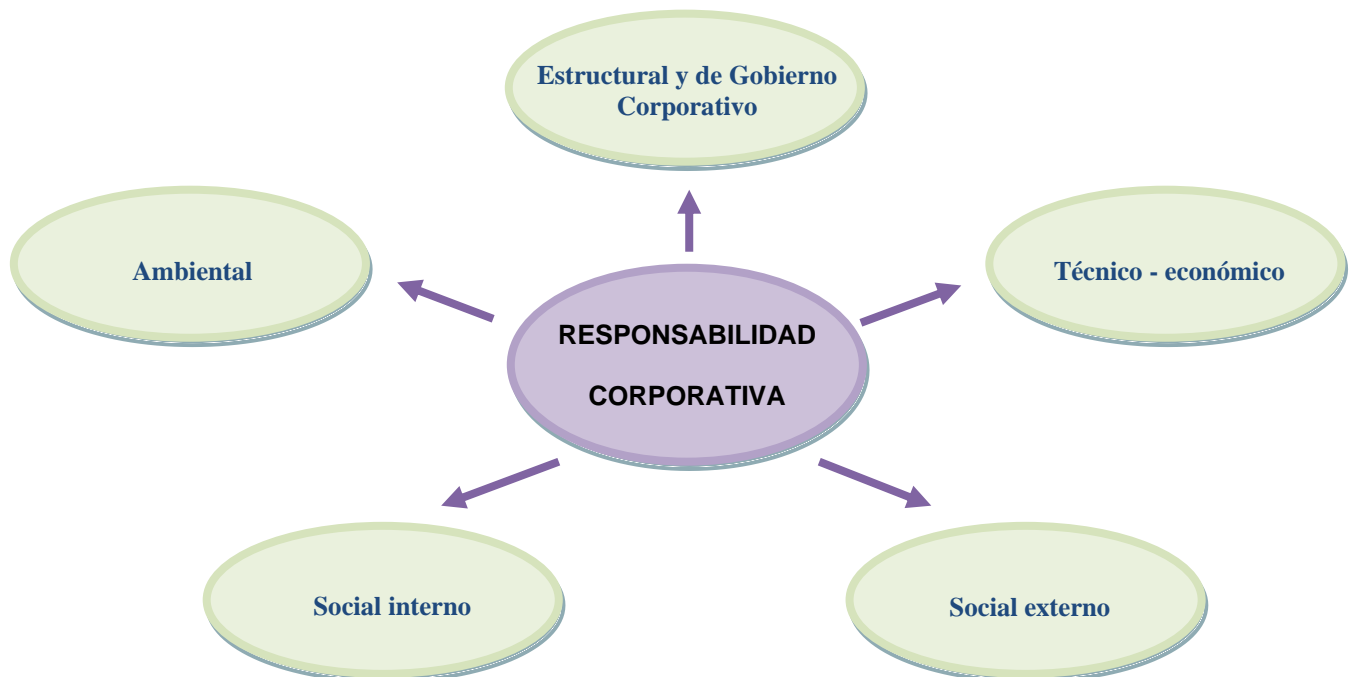 Estructural y de Gobierno
Corporativo
Ambiental
Técnico - económico
RESPONSABILIDAD
CORPORATIVA
Social interno
Social externo